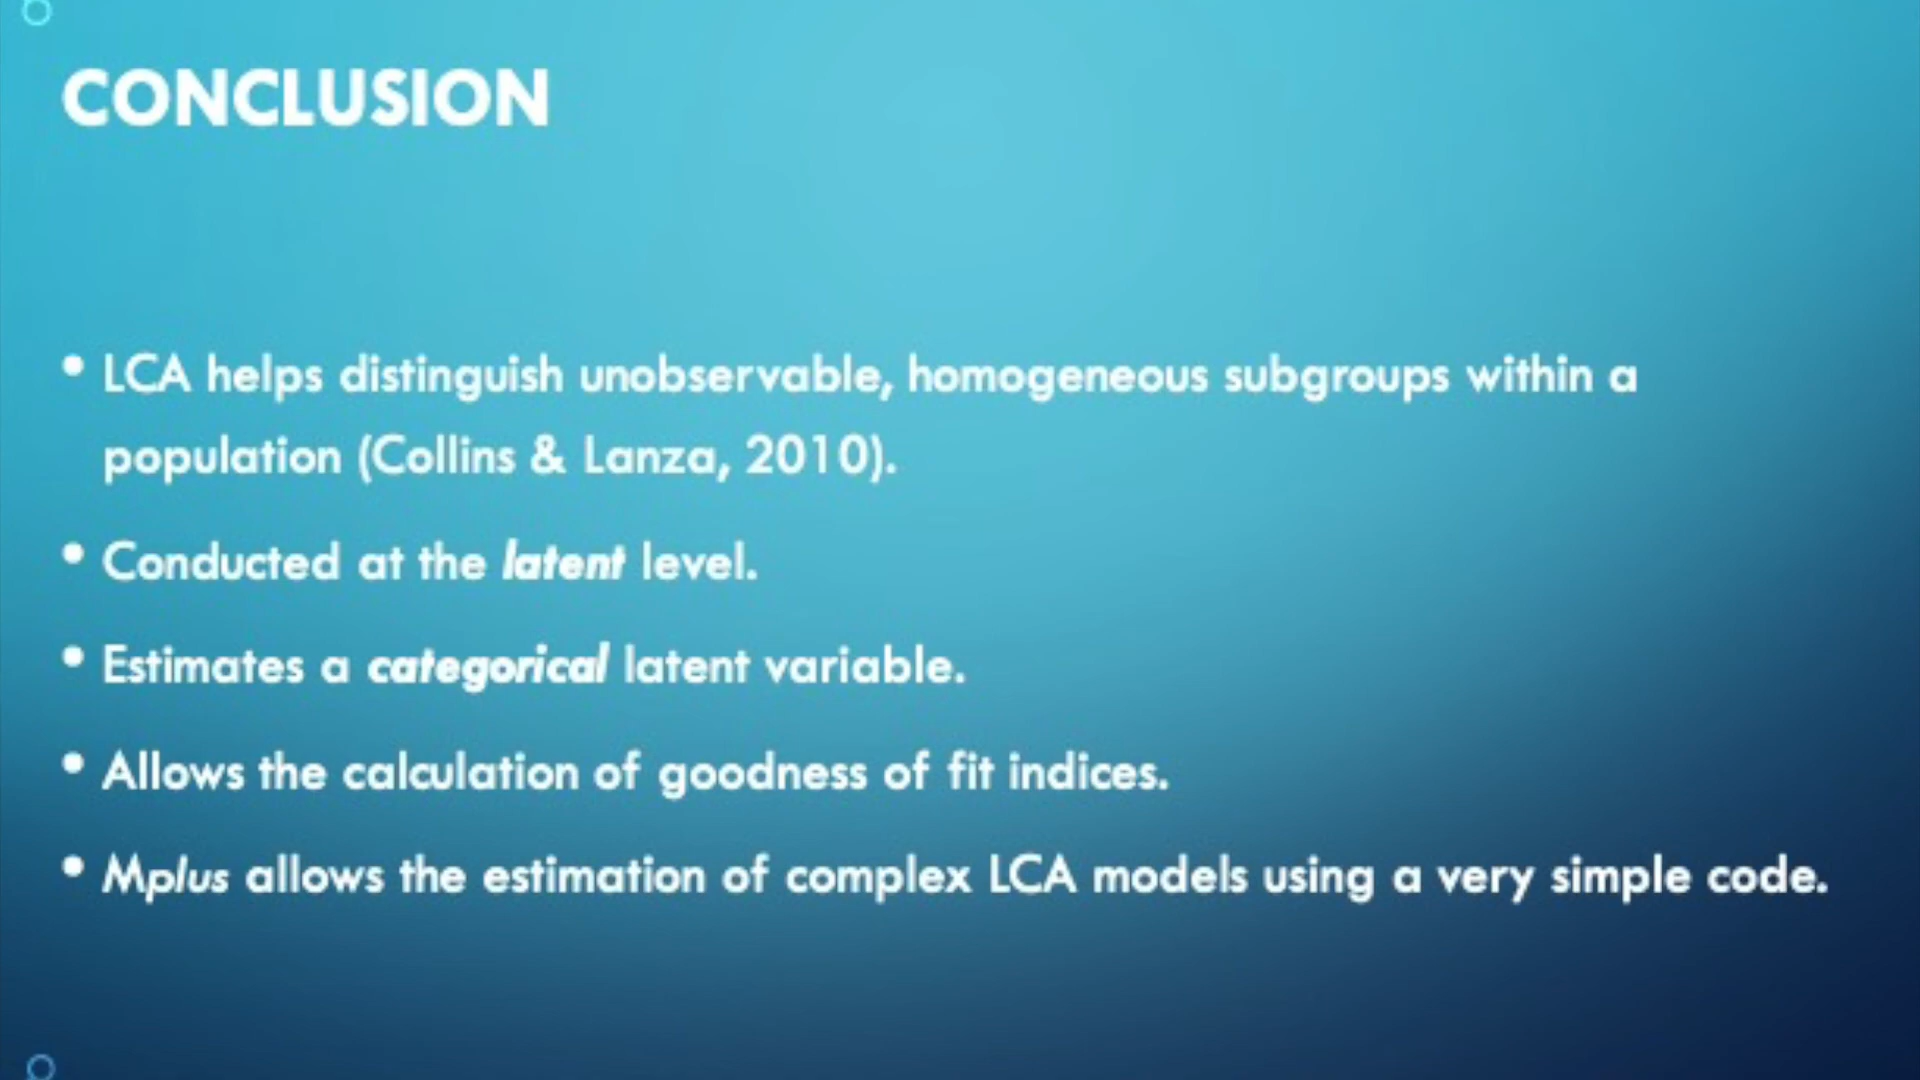 CONCLUSION
• LCA helps distinguish unobservable, homogeneous subgroups within a
population (Collins & Lanza, 2010).
• Conducted at the latent level.
• Estimates a categorical latent variable.
• Allows the calculation of goodness of fit indices.
• Mplus allows the estimation of complex LCA models using a very simple code.